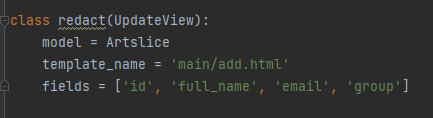 class redact(UpdateView):
    model = Artslice
    template_name = 'main/add.html'
    fields = ['id', 'full_name', 'email', 'group']